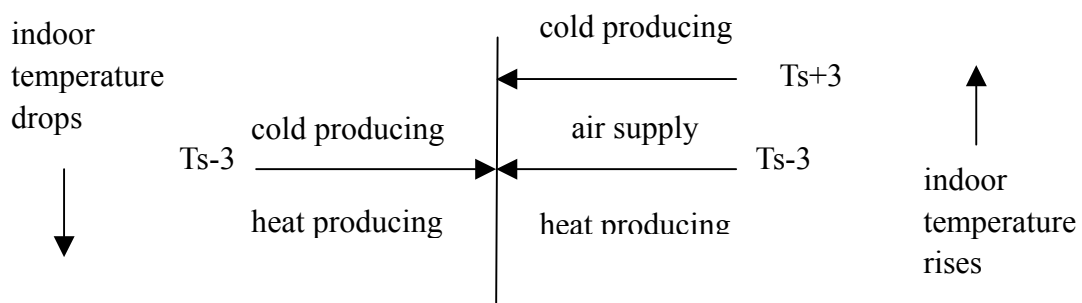 indoor
temperature
drops
cold producing
Ts+3
cold producing
air supply
Ts-3
Ts-3
heat producing
heat producing
indoor
temperature
rises